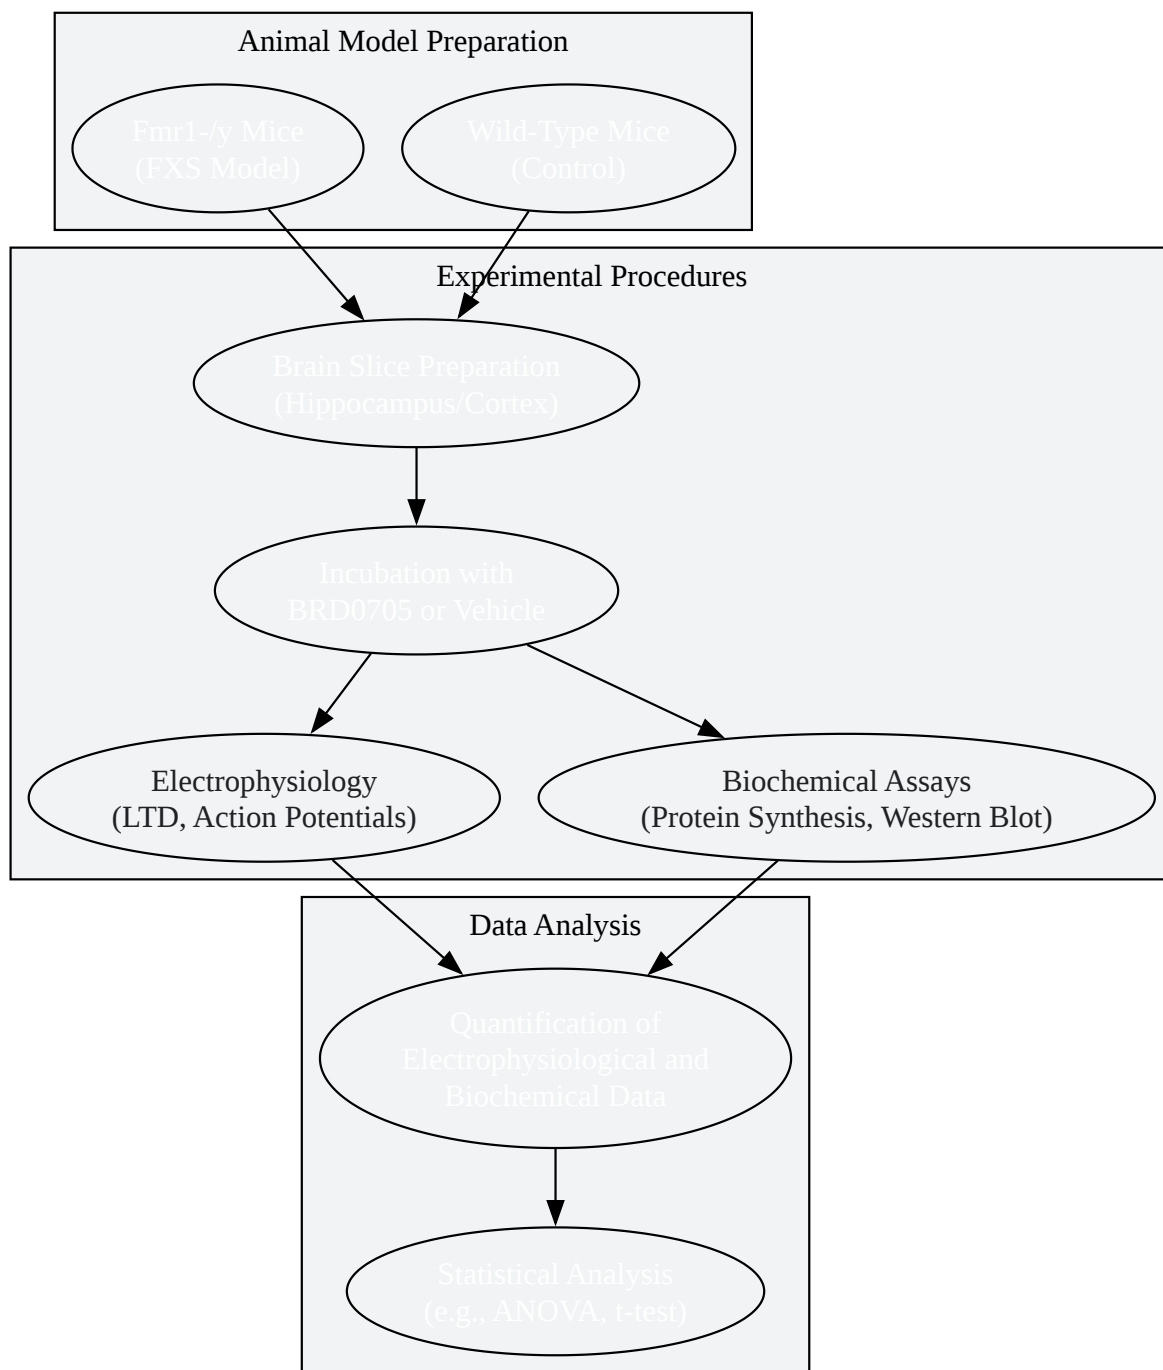 Animal Model Preparation
Fmr1-/y Mice
(FXS Model)
Wild-Type Mice
(Control)
Experimental Procedures
Brain Slice Preparation
(Hippocampus/Cortex)
Incubation with
BRD0705 or Vehicle
Electrophysiology
(LTD, Action Potentials)
Biochemical Assays
(Protein Synthesis, Western Blot)
Data Analysis
Quantification of
Electrophysiological and
Biochemical Data
Statistical Analysis
(e.g., ANOVA, t-test)